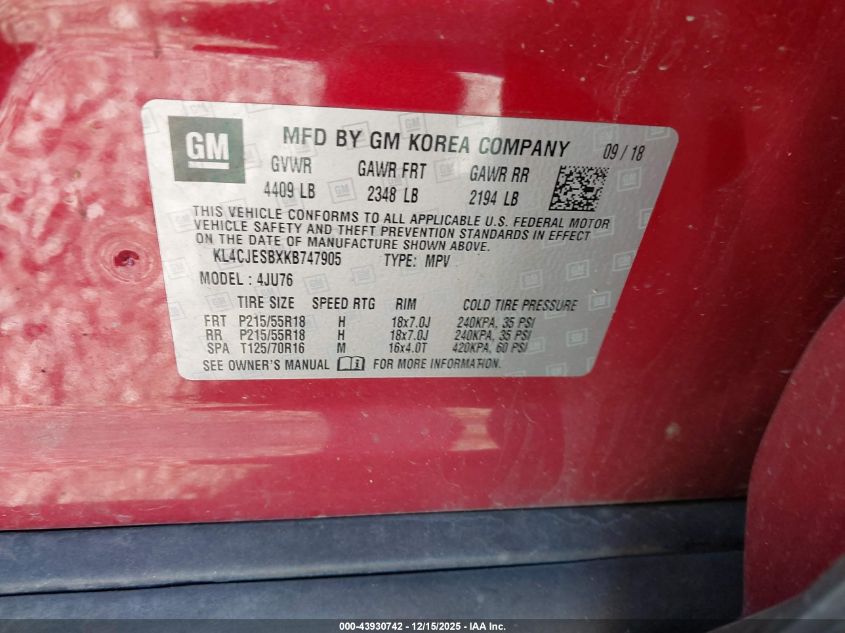 GM MFD BY GM KOREA COMPANY 09/18
GVWR GAWR FRT GAWR RR
4409 LB 2348 LB 2194 LB
THIS VEHICLE CONFORMS TO ALL APPLICABLE U.S. FEDERAL MOTOR
VEHICLE SAFETY AND THEFT PREVENTION STANDARDS IN EFFECT
ON THE DATE OF MANUFACTURE SHOWN ABOVE.
KL4CJESBXKB747905 TYPE: MPV
MODEL : 4JU76
TIRE SIZE SPEED RTG RIM COLD TIRE PRESSURE
FRT P215/55R18 H 18x7.0J 240KPA, 35 PSI
RR P215/55R18 H 18x7.0J 240KPA, 35 PSI
SPA T125/70R16 M 16x4.0T 420KPA, 60 PSI
SEE OWNER'S MANUAL FOR MORE INFORMATION.
000-43930742 - 12/15/2025 - IAA Inc.